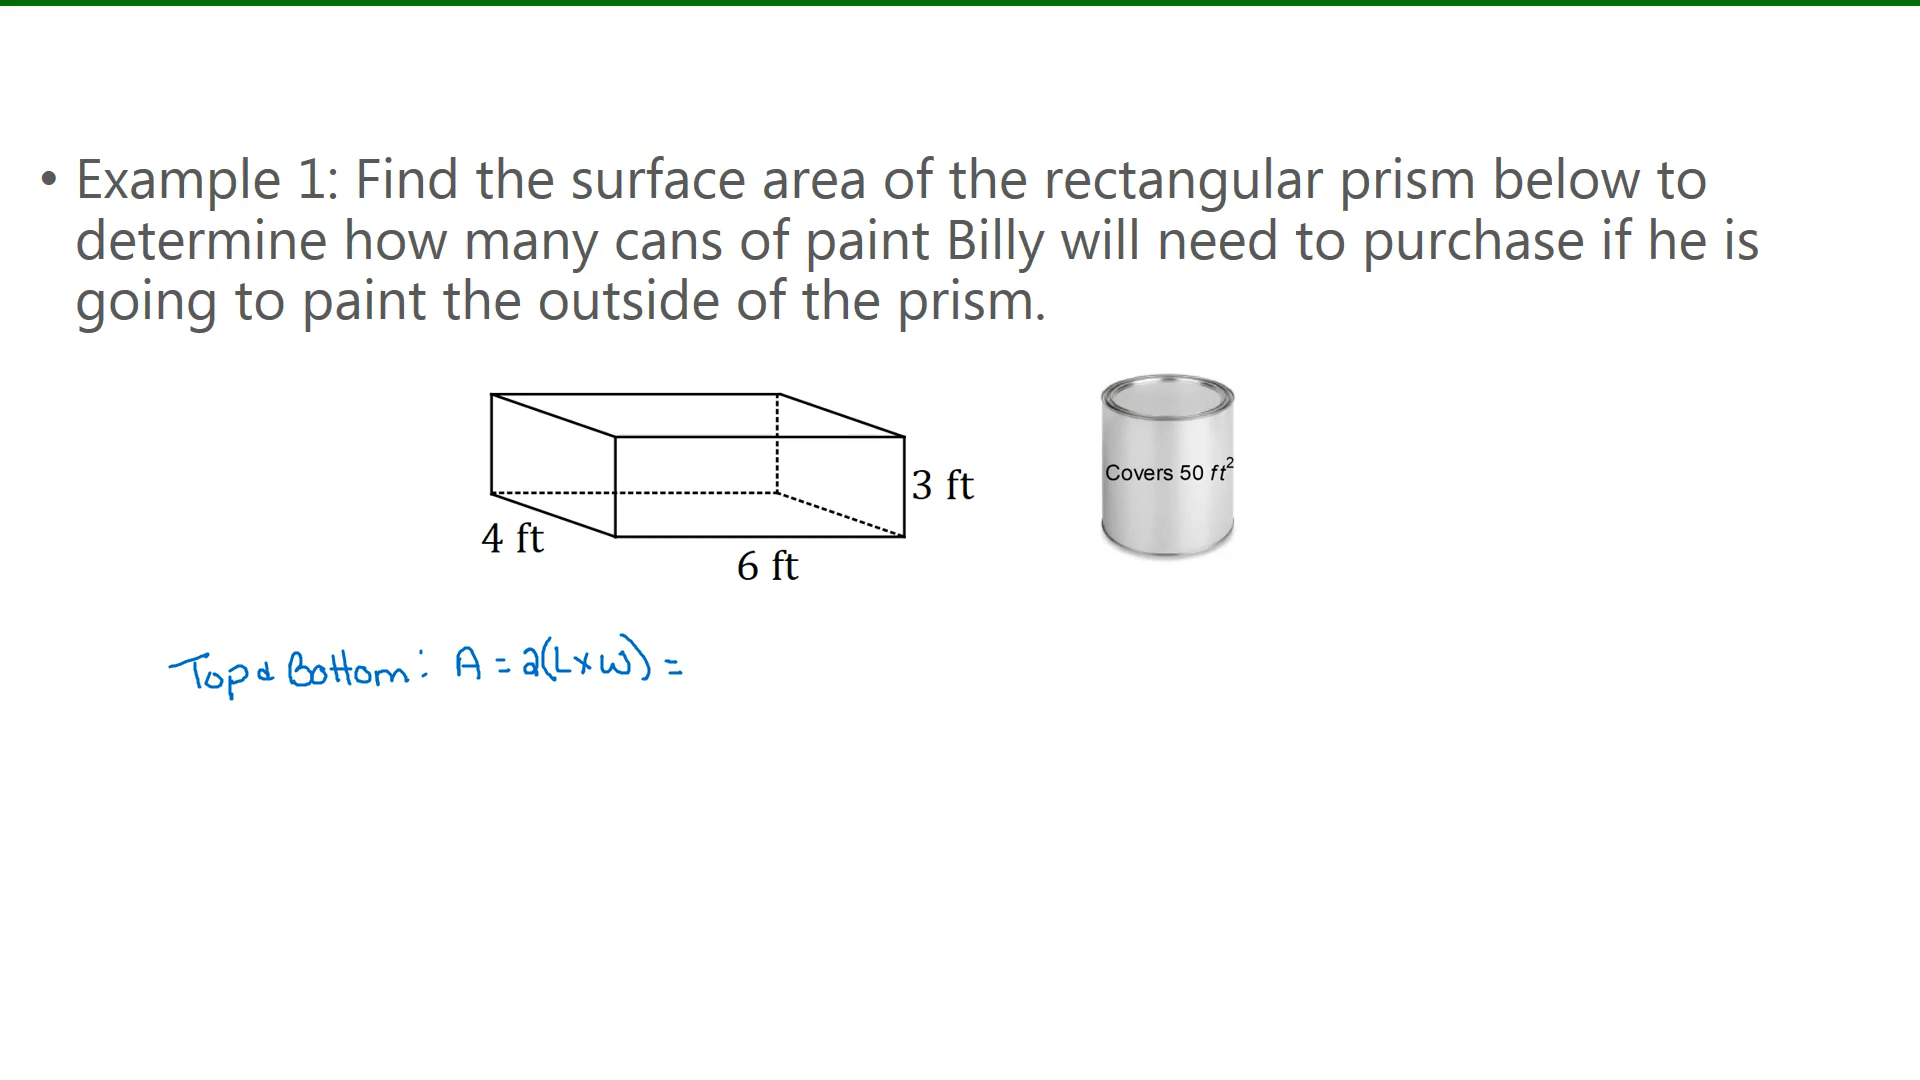 • Example 1: Find the surface area of the rectangular prism below to
determine how many cans of paint Billy will need to purchase if he is
going to paint the outside of the prism.
Covers 50 ft²
3 ft
4 ft
6 ft
Top & Bottom: A = 2(L×W) =